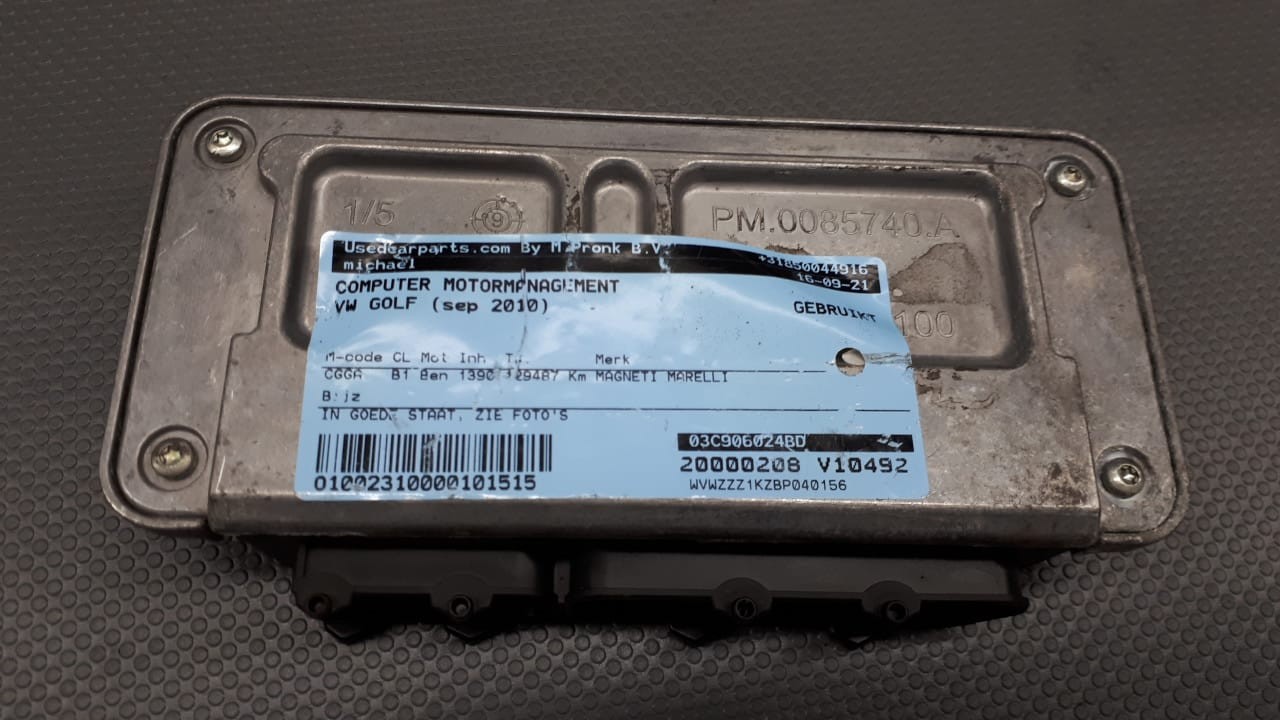 1/5
9
PM.0085740.A
100
Usedcarparts.com By M.Pronk B.V
michael
+31850044916
16-09-21
COMPUTER MOTORMANAGEMENT
VW GOLF (sep 2010)
GEBRUIKT
M-code CL Mot Inh Merk
CGGA B1 Ben 1390 Km MAGNETI MARELLI
IN GOEDE STAAT, ZIE FOTO'S
03C906024BD
20000208 V10492
01002310000101515
WVWZZZ1KZBP040156